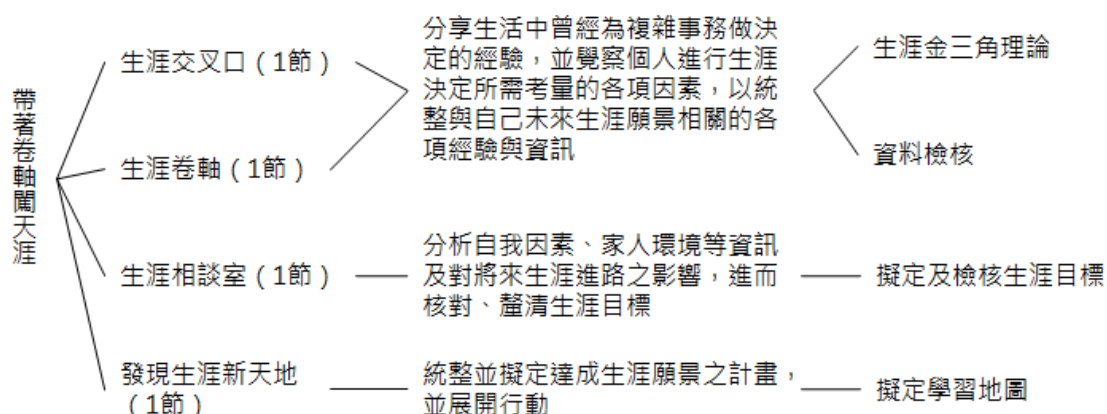 帶著卷軸闖天涯
生涯交叉口（1節）
生涯卷軸（1節）
分享生活中曾經為複雜事務做決
定的經驗，並覺察個人進行生涯
決定所需考量的各項因素，以統
整與自己未來生涯願景相關的各
項經驗與資訊
生涯金三角理論
資料檢核
生涯相談室（1節）
分析自我因素、家人環境等資訊
及對將來生涯進路之影響，進而
核對、釐清生涯目標
擬定及檢核生涯目標
發現生涯新天地
（1節）
統整並擬定達成生涯願景之計畫，
並展開行動
擬定學習地圖